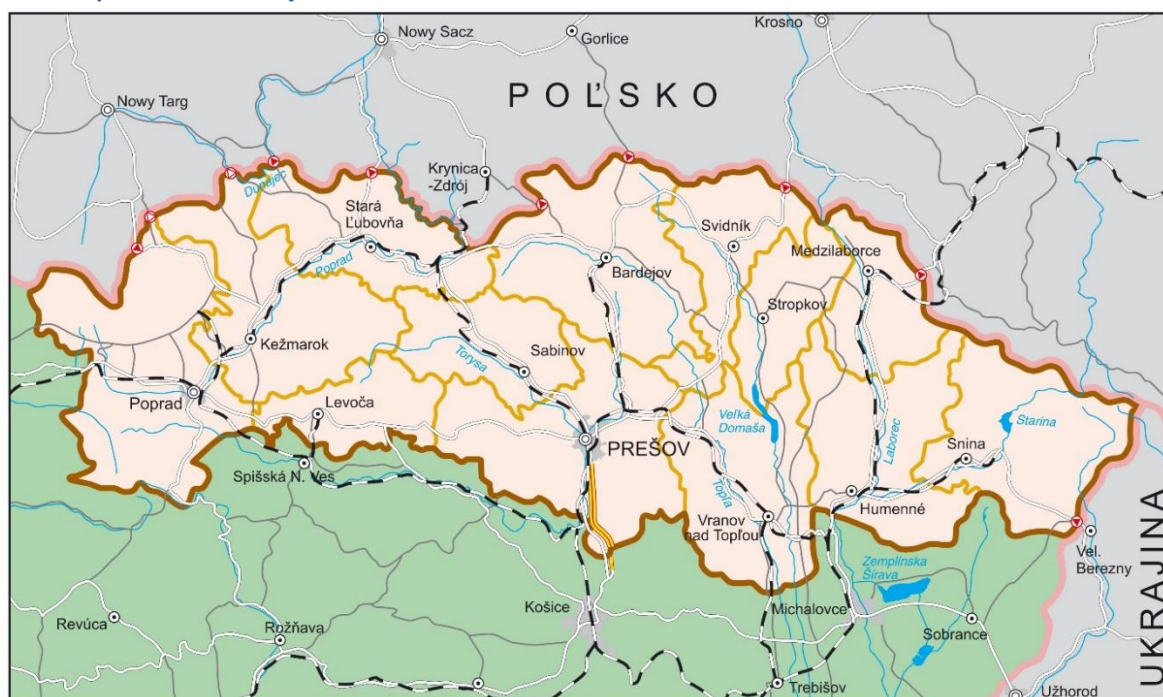 Krosno
Nowy Sacz
Gorlice
POĽSKO
Nowy Targ
Krynica
-Zdrój
Dunajec
Stará
Ľubovňa
Poprad
Svidník
Medzilaborce
Bardejov
Stropkov
Kežmarok
Torysa
Sabinov
Poprad
Levoča
Veľká
Domaša
Laborec
Starina
PREŠOV
Snina
Spišská N. Ves
Topľa
Humenné
Vranov
nad Topľou
Vel.
Berezny
Zemplínska
Šírava
UKRAJINA
Košice
Michalovce
Revúca
Rožňava
Sobrance
Trebišov
Užhorod